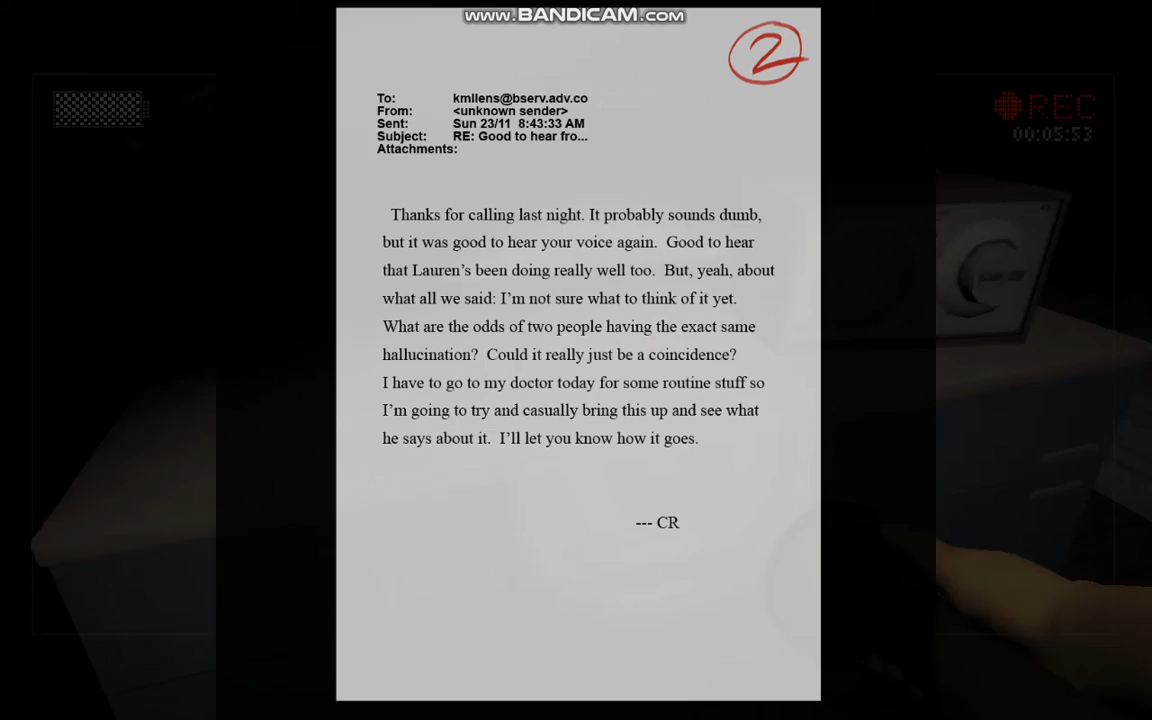 www.BANDICAM.com
2
To: kmllens@bserv.adv.co
From: <unknown sender>
Sent: Sun 23/11 8:43:33 AM
Subject: RE: Good to hear fro...
Attachments:
REC
00:05:53
Thanks for calling last night. It probably sounds dumb,
but it was good to hear your voice again. Good to hear
that Lauren’s been doing really well too. But, yeah, about
what all we said: I’m not sure what to think of it yet.
What are the odds of two people having the exact same
hallucination? Could it really just be a coincidence?
I have to go to my doctor today for some routine stuff so
I’m going to try and casually bring this up and see what
he says about it. I’ll let you know how it goes.
--- CR